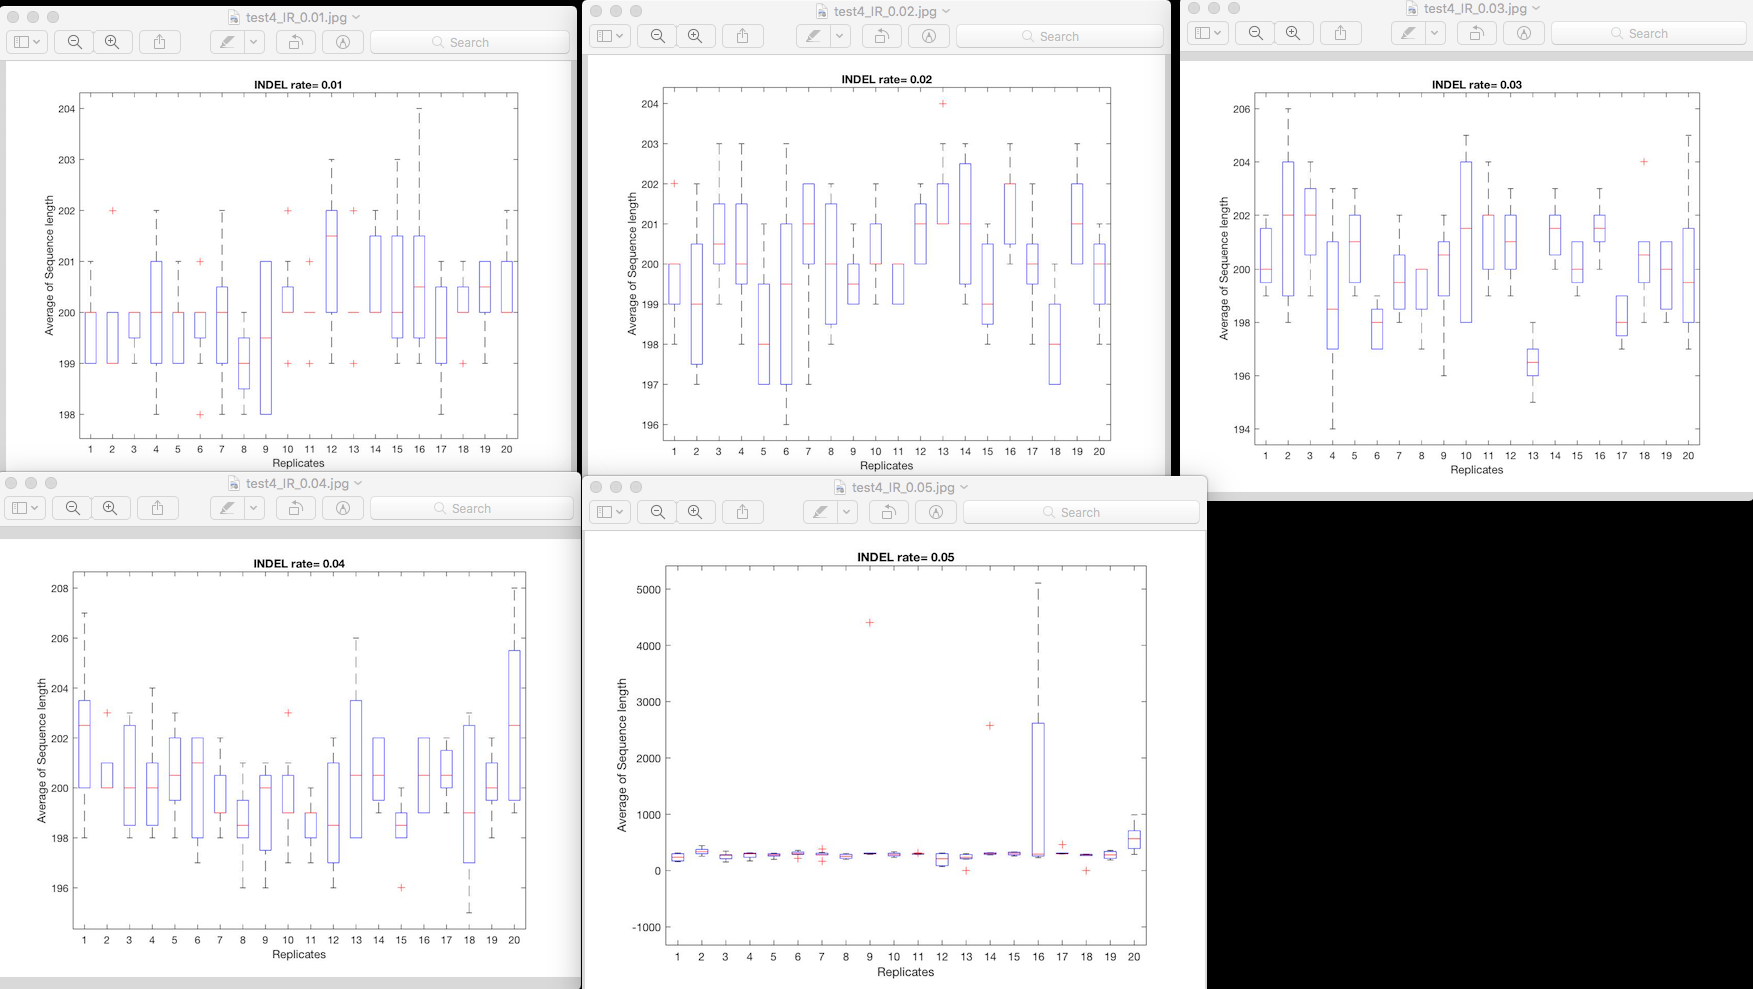 test4_IR_0.01.jpg
Search
INDEL rate= 0.01
Average of Sequence length
204
203
202
201
200
199
198
1 2 3 4 5 6 7 8 9 10 11 12 13 14 15 16 17 18 19 20
Replicates
test4_IR_0.02.jpg
Search
INDEL rate= 0.02
Average of Sequence length
204
203
202
201
200
199
198
197
196
1 2 3 4 5 6 7 8 9 10 11 12 13 14 15 16 17 18 19 20
Replicates
test4_IR_0.03.jpg
Search
INDEL rate= 0.03
Average of Sequence length
206
204
202
200
198
196
194
1 2 3 4 5 6 7 8 9 10 11 12 13 14 15 16 17 18 19 20
Replicates
test4_IR_0.04.jpg
Search
INDEL rate= 0.04
Average of Sequence length
208
206
204
202
200
198
196
1 2 3 4 5 6 7 8 9 10 11 12 13 14 15 16 17 18 19 20
Replicates
test4_IR_0.05.jpg
Search
INDEL rate= 0.05
Average of Sequence length
5000
4000
3000
2000
1000
0
-1000
1 2 3 4 5 6 7 8 9 10 11 12 13 14 15 16 17 18 19 20
Replicates